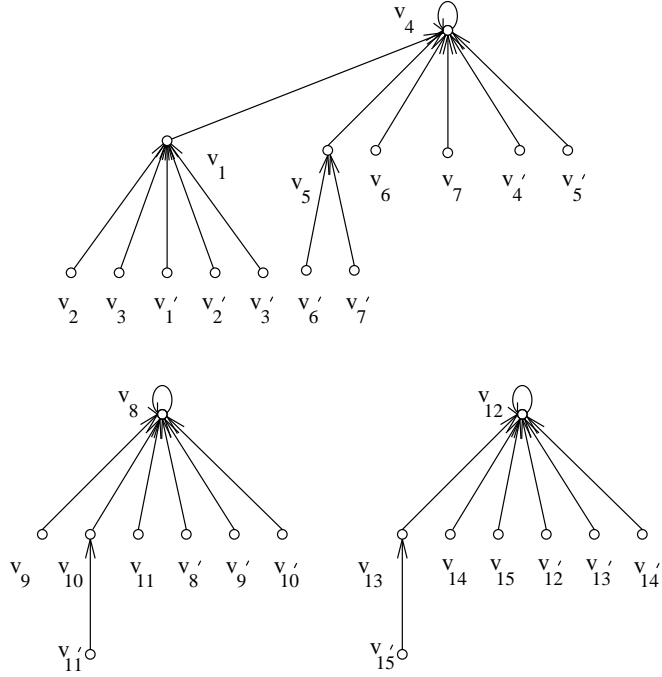 v₄
v₁
v₅ v₆ v₇ v₄′ v₅′
v₂ v₃ v₁′ v₂′ v₃′ v₆′ v₇′
v₈ v₁₂
v₉ v₁₀ v₁₁ v₈′ v₉′ v₁₀′ v₁₃ v₁₄ v₁₅ v₁₂′ v₁₃′ v₁₄′
v₁₁′ v₁₅′